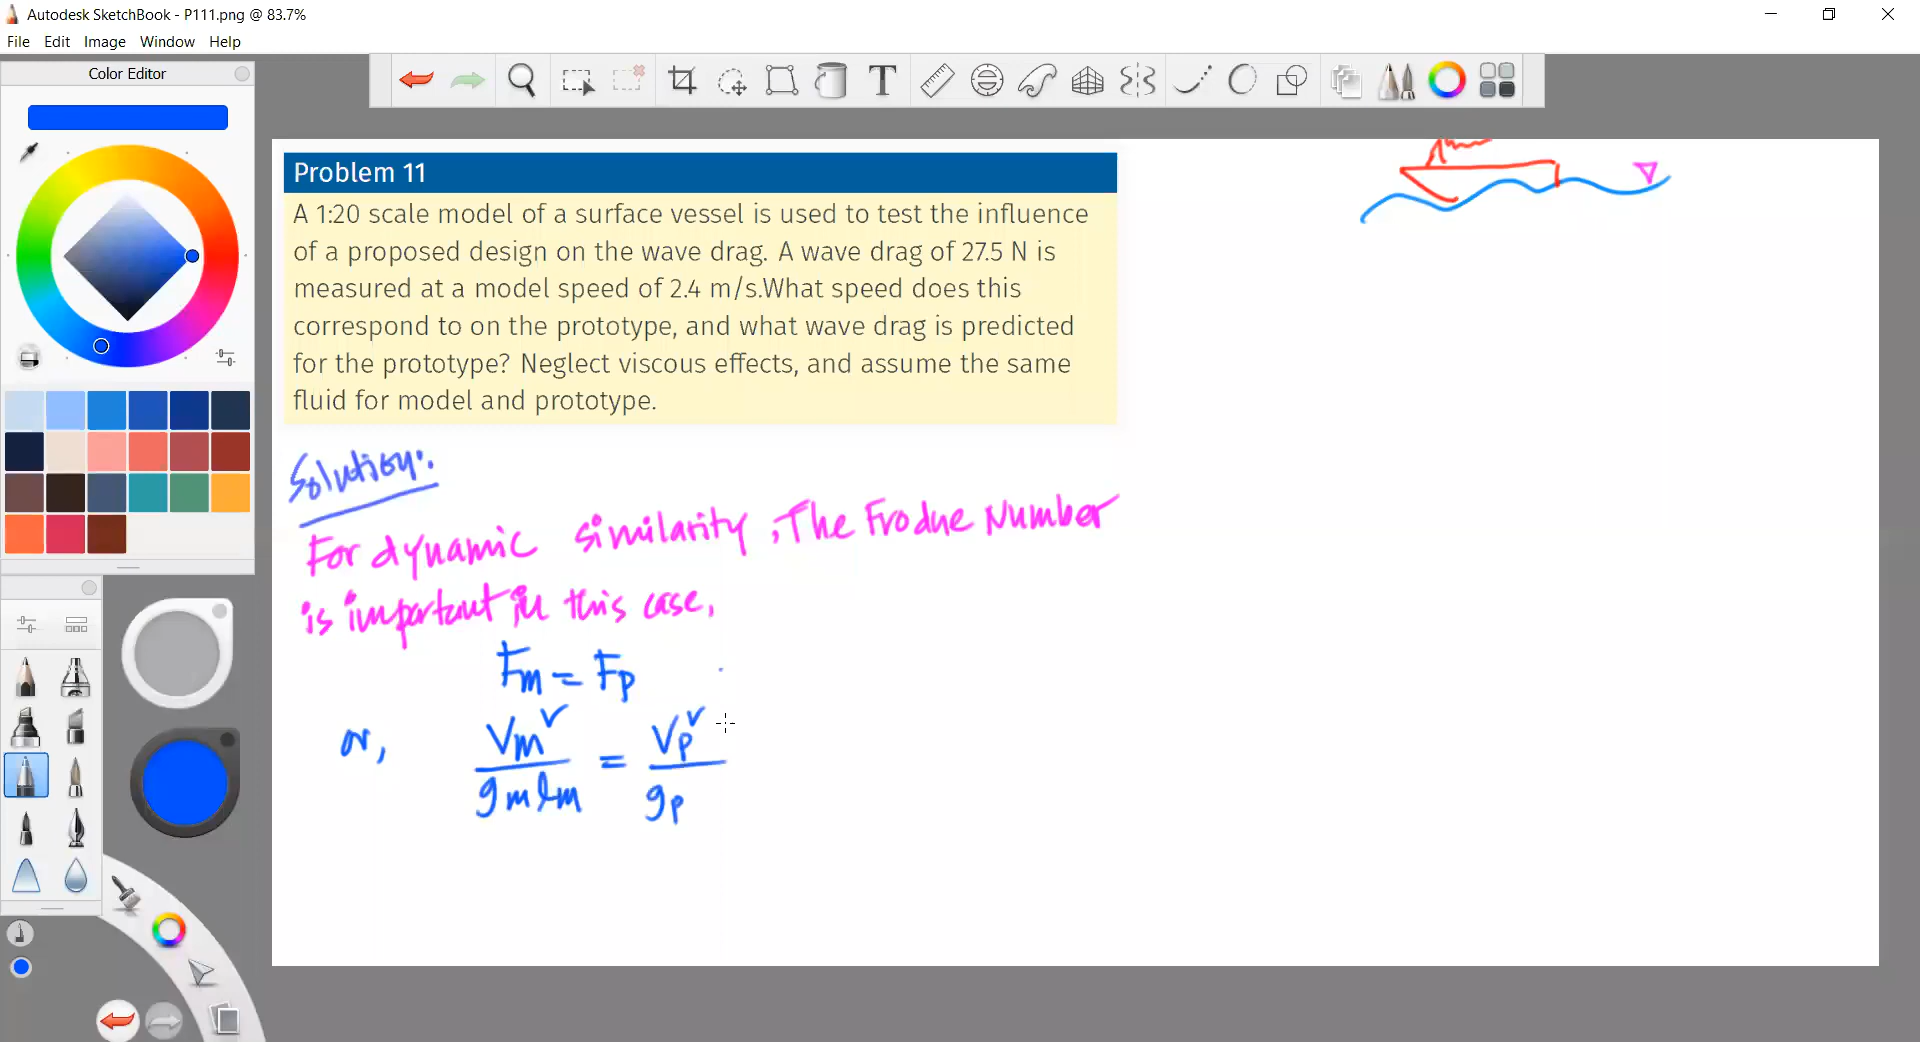 Autodesk SketchBook - P111.png @ 83.7%
File Edit Image Window Help
Color Editor
T
Problem 11
A 1:20 scale model of a surface vessel is used to test the influence
of a proposed design on the wave drag. A wave drag of 27.5 N is
measured at a model speed of 2.4 m/s.What speed does this
correspond to on the prototype, and what wave drag is predicted
for the prototype? Neglect viscous effects, and assume the same
fluid for model and prototype.
Solution:
For dynamic similarity, The Frodue Number
is important in this case,
Fm = Fp
or, Vm² / gmlm = Vp² / gp